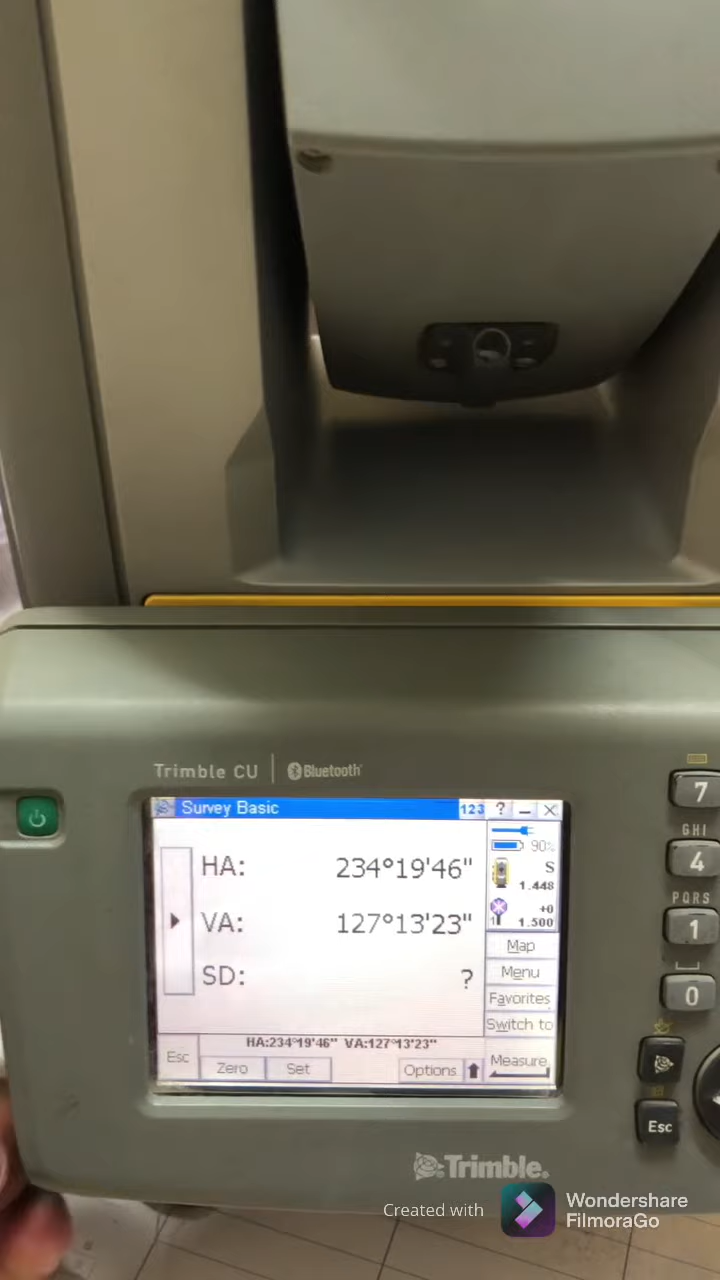 Trimble CU
Bluetooth
Survey Basic 123 ?
HA: 234°19'46"
VA: 127°13'23"
SD: ?
90%
S
1.448
+0
1
1.500
Map
Menu
Favorites
Switch to
HA:234°19'46" VA:127°13'23"
Esc
Zero
Set
Options
Measure
7
GHI
4
PQRS
1
0
Esc
Trimble.
Created with
Wondershare
FilmoraGo